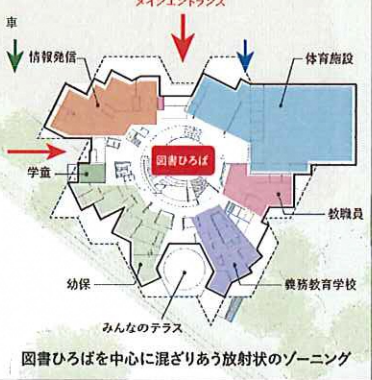 メインエントランス
車
情報発信
体育施設
図書ひろば
学童
教職員
幼保
義務教育学校
みんなのテラス
図書ひろばを中心に混ざりあう放射状のゾーニング